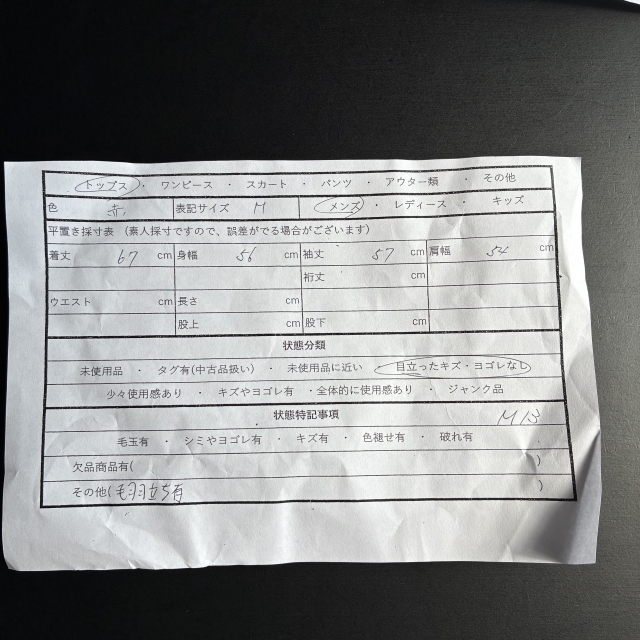 トップス ・ ワンピース ・ スカート ・ パンツ ・ アウター類 ・ その他
色 赤 表記サイズ M メンズ ・ レディース ・ キッズ
平置き採寸表 （素人採寸ですので、誤差がでる場合がございます）
着丈 67 cm 身幅 56 cm 袖丈 57 cm 肩幅 54 cm
裄丈 cm
ウエスト cm 長さ cm
股上 cm 股下 cm
状態分類
未使用品 ・ タグ有(中古品扱い) ・ 未使用品に近い ・ 目立ったキズ・ヨゴレなし
少々使用感あり ・ キズやヨゴレ有 ・全体的に使用感あり ・ ジャンク品
状態特記事項
毛玉有 ・ シミやヨゴレ有 ・ キズ有 ・ 色褪せ有 ・ 破れ有
欠品商品有( )
その他(毛羽立ち有 )